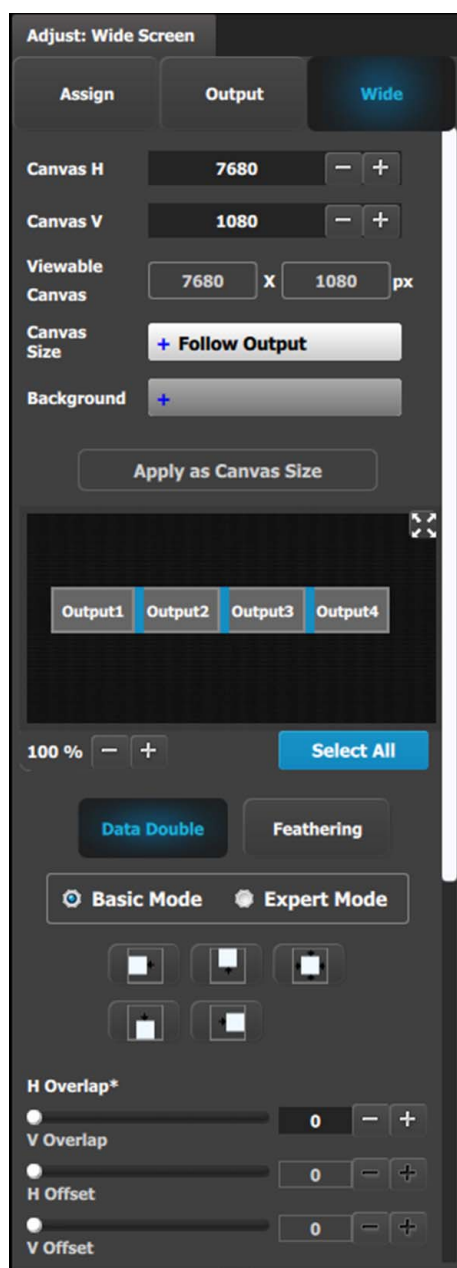 Adjust: Wide Screen
Assign Output Wide
Canvas H 7680 − +
Canvas V 1080 − +
Viewable
Canvas 7680 X 1080 px
Canvas
Size + Follow Output
Background +
Apply as Canvas Size
Output1 Output2 Output3 Output4
100 % − + Select All
Data Double Feathering
Basic Mode Expert Mode
H Overlap*
0 − +
V Overlap
0 − +
H Offset
0 − +
V Offset